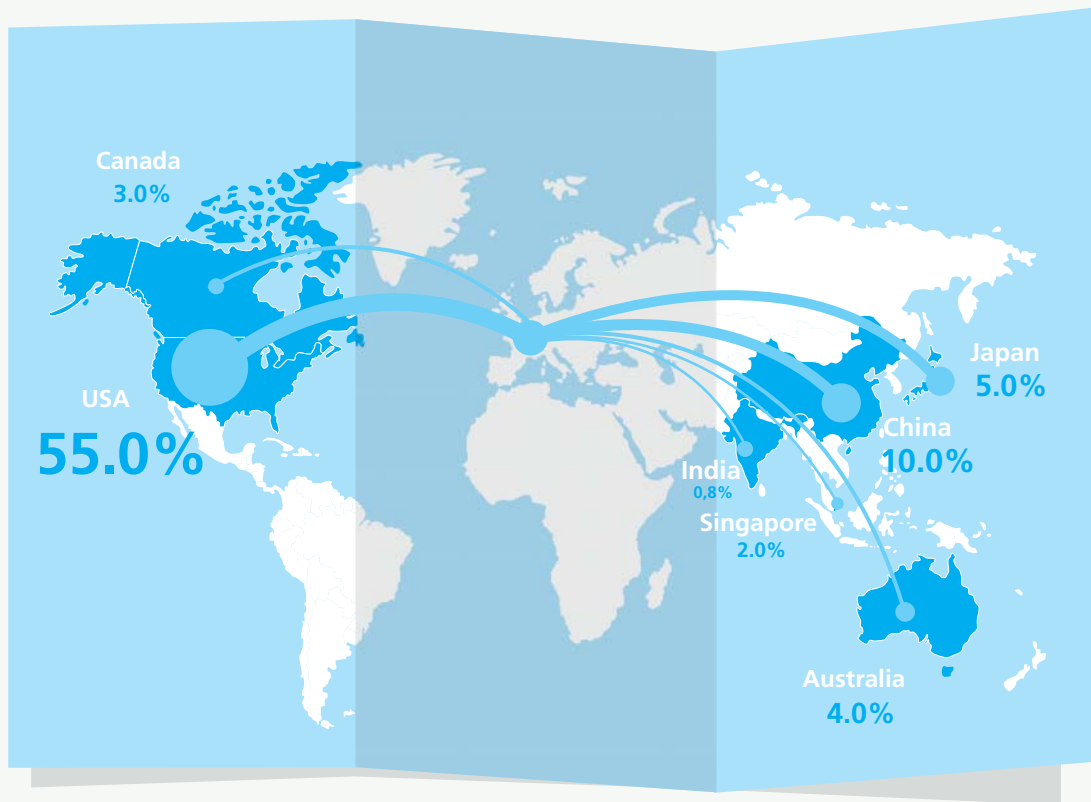 Canada
3.0%
USA
55.0%
Japan
5.0%
China
10.0%
India
0,8%
Singapore
2.0%
Australia
4.0%